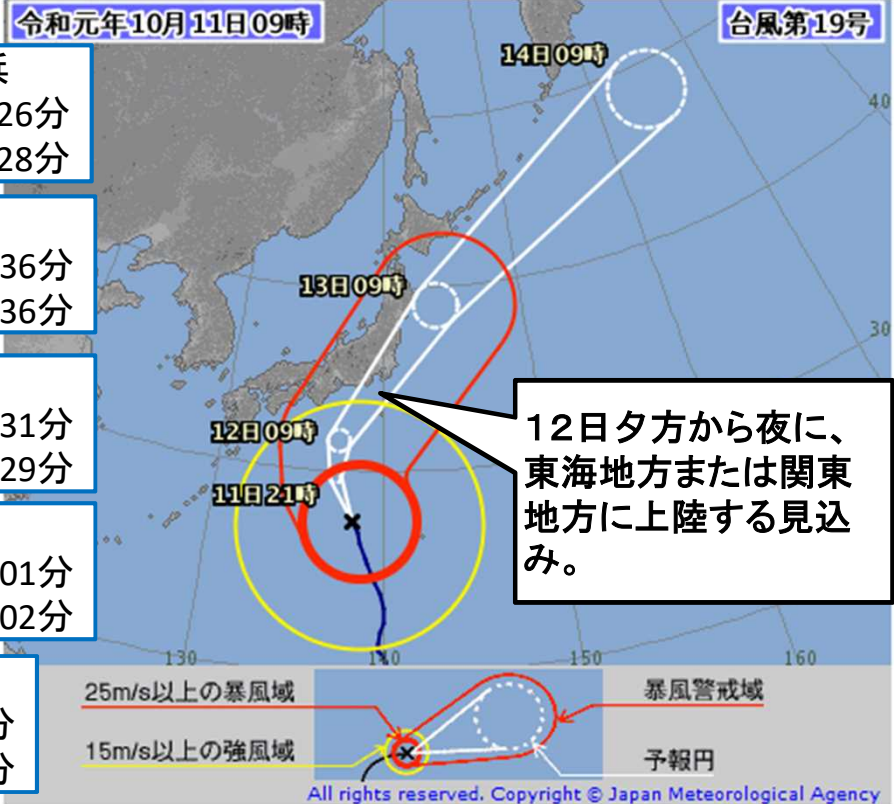 令和元年10月11日09時
台風第19号
浜
26分
28分
36分
36分
31分
29分
01分
02分
分
分
14日09時
40
13日09時
30
12日09時
11日21時
12日夕方から夜に、
東海地方または関東
地方に上陸する見込
み。
130
140
150
160
25m/s以上の暴風域
暴風警戒域
15m/s以上の強風域
予報円
All rights reserved. Copyright © Japan Meteorological Agency